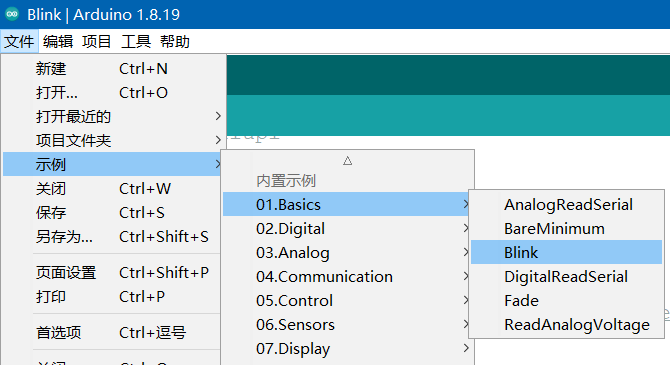 Blink | Arduino 1.8.19
文件 编辑 项目 工具 帮助
新建 Ctrl+N
打开... Ctrl+O
打开最近的
项目文件夹
示例
关闭 Ctrl+W
保存 Ctrl+S
另存为... Ctrl+Shift+S
页面设置 Ctrl+Shift+P
打印 Ctrl+P
首选项 Ctrl+逗号
内置示例
01.Basics
02.Digital
03.Analog
04.Communication
05.Control
06.Sensors
07.Display
AnalogReadSerial
BareMinimum
Blink
DigitalReadSerial
Fade
ReadAnalogVoltage